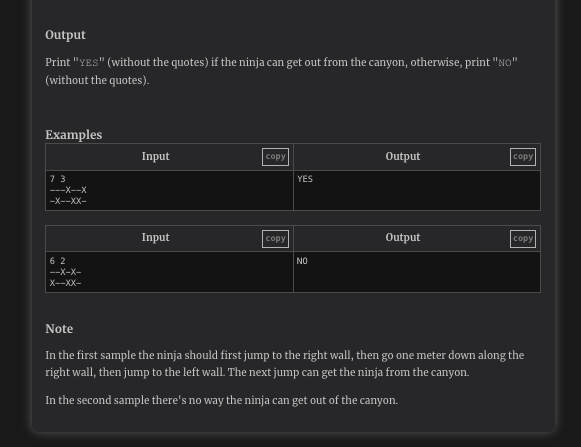 Output
Print "YES" (without the quotes) if the ninja can get out from the canyon, otherwise, print "NO"
(without the quotes).
Examples
Input copy Output copy
7 3 YES
---X--X
-X--XX-
Input copy Output copy
6 2 NO
--X-X-
X--XX-
Note
In the first sample the ninja should first jump to the right wall, then go one meter down along the
right wall, then jump to the left wall. The next jump can get the ninja from the canyon.
In the second sample there's no way the ninja can get out of the canyon.